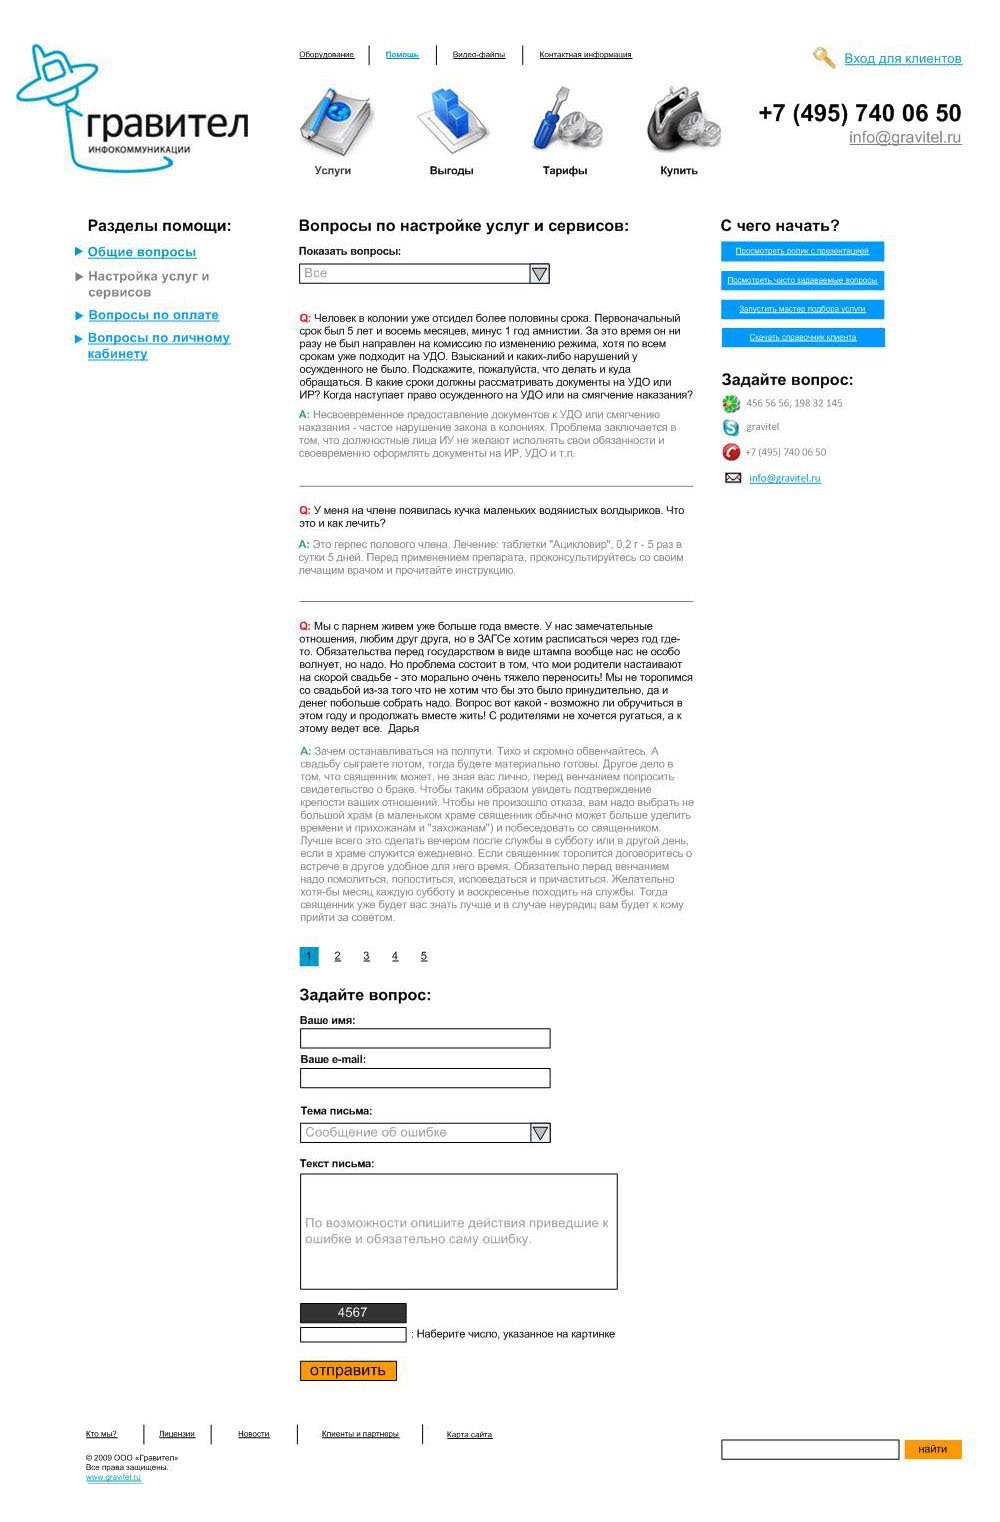 Оборудование
Помощь
Видео-файлы
Контактная информация
Вход для клиентов
гравител
ИНФОКОММУНИКАЦИИ
Услуги
Выгоды
Тарифы
Купить
+7 (495) 740 06 50
info@gravitel.ru
Разделы помощи:
Общие вопросы
Настройка услуг и
сервисов
Вопросы по оплате
Вопросы по личному
кабинету
Вопросы по настройке услуг и сервисов:
Показать вопросы:
Все
Q: Человек в колонии уже отсидел более половины срока. Первоначальный
срок был 5 лет и восемь месяцев, минус 1 год амнистии. За это время он ни
разу не был направлен на комиссию по изменению режима, хотя по всем
срокам уже подходит на УДО. Взысканий и каких-либо нарушений у
осужденного не было. Подскажите, пожалуйста, что делать и куда
обращаться. В какие сроки должны рассматривать документы на УДО или
ИР? Когда наступает право осужденного на УДО или на смягчение наказания?
A: Несвоевременное предоставление документов к УДО или смягчению
наказания - частое нарушение закона в колониях. Проблема заключается в
том, что должностные лица ИУ не желают исполнять свои обязанности и
своевременно оформлять документы на ИР, УДО и т.п.
Q: У меня на члене появилась кучка маленьких водянистых волдыриков. Что
это и как лечить?
A: Это герпес полового члена. Лечение: таблетки "Ацикловир", 0,2 г - 5 раз в
сутки 5 дней. Перед применением препарата, проконсультируйтесь со своим
лечащим врачом и прочитайте инструкцию.
Q: Мы с парнем живем уже больше года вместе. У нас замечательные
отношения, любим друг друга, но в ЗАГСе хотим расписаться через год где-
то. Обязательства перед государством в виде штампа вообще нас не особо
волнует, но надо. Но проблема состоит в том, что мои родители настаивают
на скорой свадьбе - это морально очень тяжело переносить! Мы не торопимся
со свадьбой из-за того что не хотим что бы это было принудительно, да и
денег побольше собрать надо. Вопрос вот какой - возможно ли обручиться в
этом году и продолжать вместе жить! С родителями не хочется ругаться, а к
этому ведет все. Дарья
A: Зачем останавливаться на полпути. Тихо и скромно обвенчайтесь. А
свадьбу сыграете потом, тогда будете материально готовы. Другое дело в
том, что священник может, не зная вас лично, перед венчанием попросить
свидетельство о браке. Чтобы таким образом увидеть подтверждение
крепости ваших отношений. Чтобы не произошло отказа, вам надо выбрать не
большой храм (в маленьком храме священник обычно может больше уделить
времени и прихожанам и "захожанам") и побеседовать со священником.
Лучше всего это сделать вечером после службы в субботу или в другой день,
если в храме служится ежедневно. Если священник торопится договоритесь о
встрече в другое удобное для него время. Обязательно перед венчанием
надо помолиться, попоститься, исповедаться и причаститься. Желательно
хотя-бы месяц каждую субботу и воскресенье походить на службы. Тогда
священник уже будет вас знать лучше и в случае неурядиц вам будет к кому
прийти за советом.
1 2 3 4 5
Задайте вопрос:
Ваше имя:
Ваше e-mail:
Тема письма:
Сообщение об ошибке
Текст письма:
По возможности опишите действия приведшие к
ошибке и обязательно саму ошибку.
4567
: Наберите число, указанное на картинке
отправить
С чего начать?
Просмотреть ролик с презентацией
Посмотреть часто задаваемые вопросы
Запустить мастер подбора услуги
Скачать справочник клиента
Задайте вопрос:
456 56 56, 198 32 145
gravitel
+7 (495) 740 06 50
info@gravitel.ru
Кто мы?
Лицензии
Новости
Клиенты и партнеры
Карта сайта
найти
© 2009 ООО «Гравител»
Все права защищены.
www.gravitel.ru